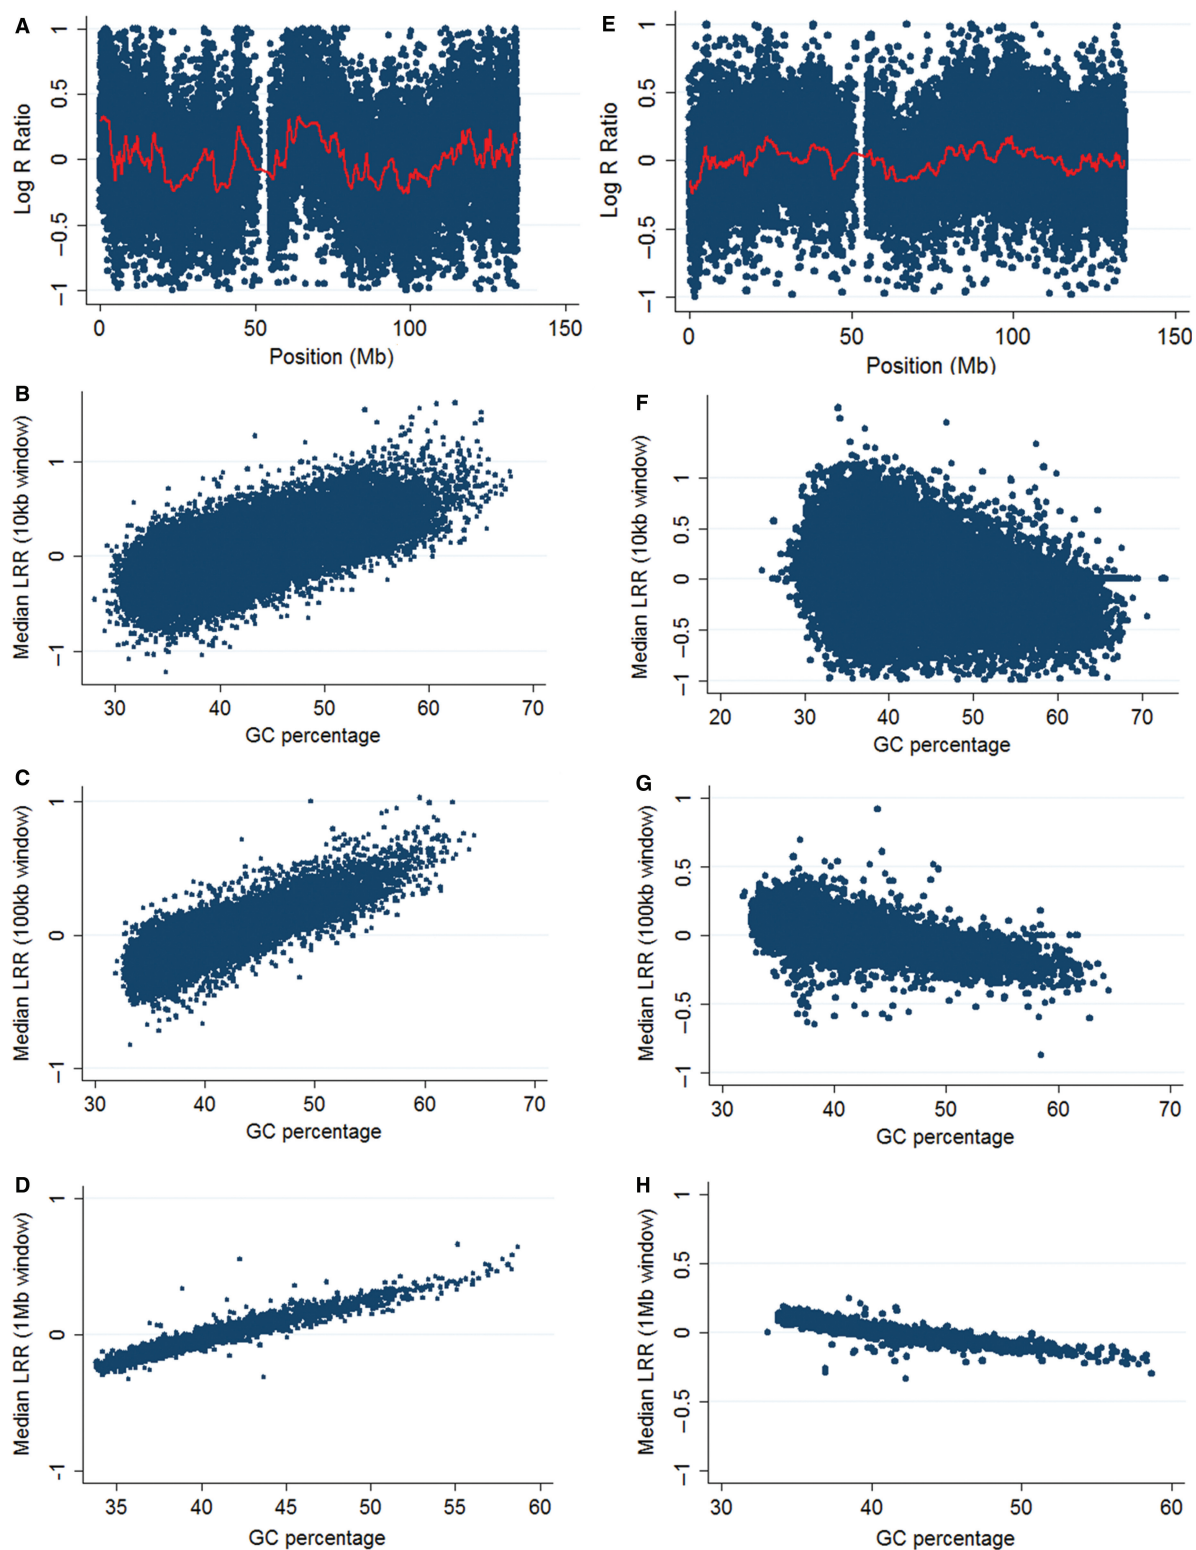 A
Log R Ratio
1
0.5
0
−0.5
−1
0 50 100 150
Position (Mb)
E
Log R Ratio
1
0.5
0
−0.5
−1
0 50 100 150
Position (Mb)
B
Median LRR (10kb window)
1
0
−1
30 40 50 60 70
GC percentage
F
Median LRR (10kb window)
1
0.5
0
−0.5
−1
20 30 40 50 60 70
GC percentage
C
Median LRR (100kb window)
1
0
−1
30 40 50 60 70
GC percentage
G
Median LRR (100kb window)
1
0.5
0
−0.5
−1
30 40 50 60 70
GC percentage
D
Median LRR (1Mb window)
1
0
-1
35 40 45 50 55 60
GC percentage
H
Median LRR (1Mb window)
1
0.5
0
−0.5
−1
30 40 50 60
GC percentage